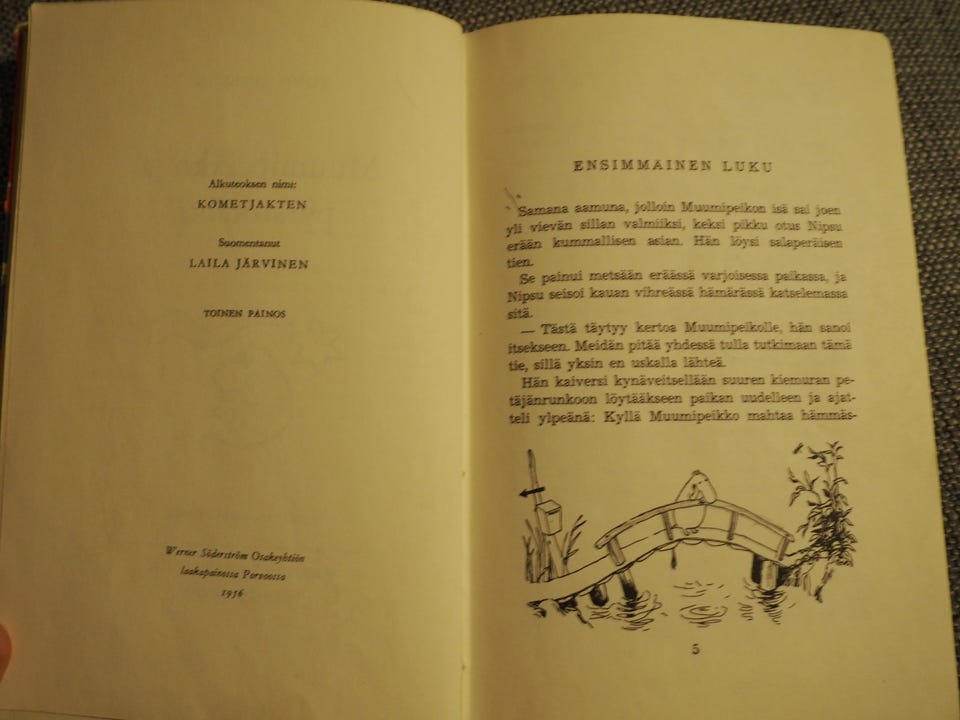 Alkuteoksen nimi:
KOMETJAKTEN
Suomentanut
LAILA JÄRVINEN
TOINEN PAINOS
Werner Söderström Osakeyhtiön
laakapainossa Porvoossa
1956
ENSIMMAINEN LUKU
Samana aamuna, jolloin Muumipeikon isä sai joen
yli vievän sillan valmiiksi, keksi pikku otus Nipsu
erään kummallisen asian. Hän löysi salaperäisen
tien.
Se painui metsään eräässä varjoisessa paikassa, ja
Nipsu seisoi kauan vihreässä hämärässä katselemassa
sitä.
— Tästä täytyy kertoa Muumipeikolle, hän sanoi
itsekseen. Meidän pitää yhdessä tulla tutkimaan tämä
tie, sillä yksin en uskalla lähteä.
Hän kaiversi kynäveitsellään suuren kiemuran pe-
täjänrunkoon löytääkseen paikan uudelleen ja ajat-
teli ylpeänä: Kyllä Muumipeikko mahtaa hämmäs-
5